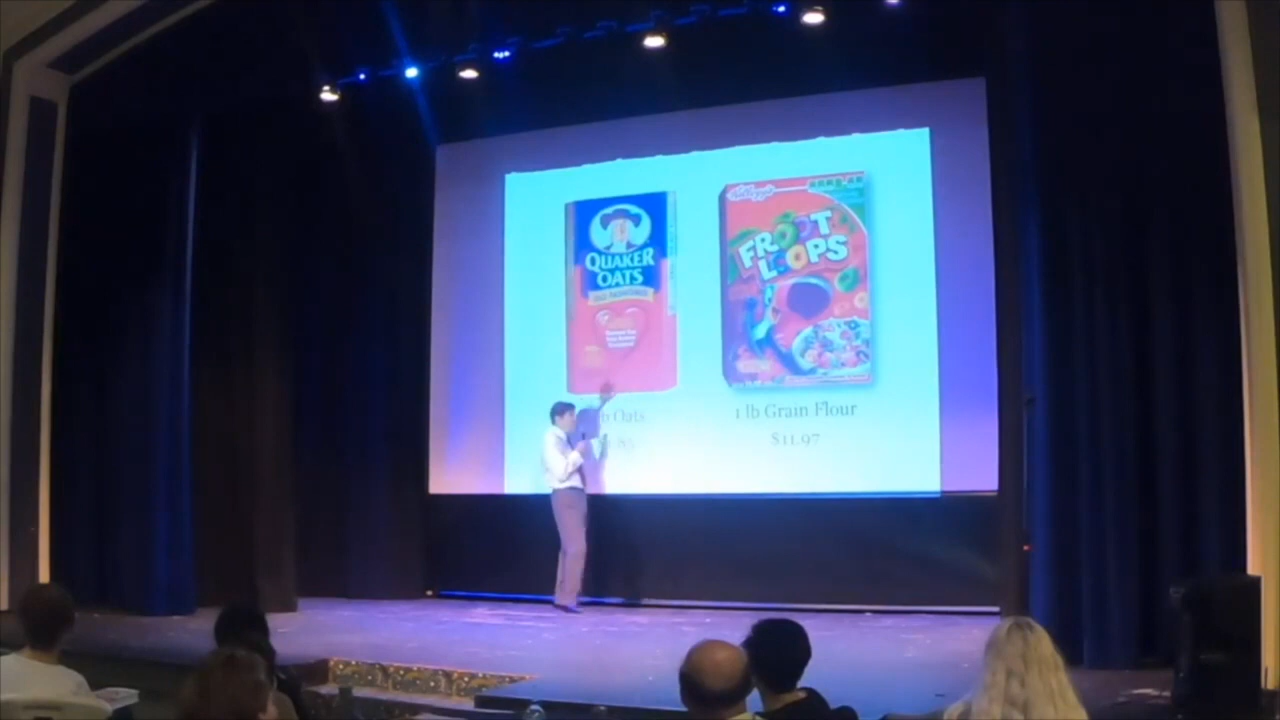 QUAKER
OATS
Kellogg's
FROOT
LOOPS
Oats
1 lb Grain Flour
$11.97